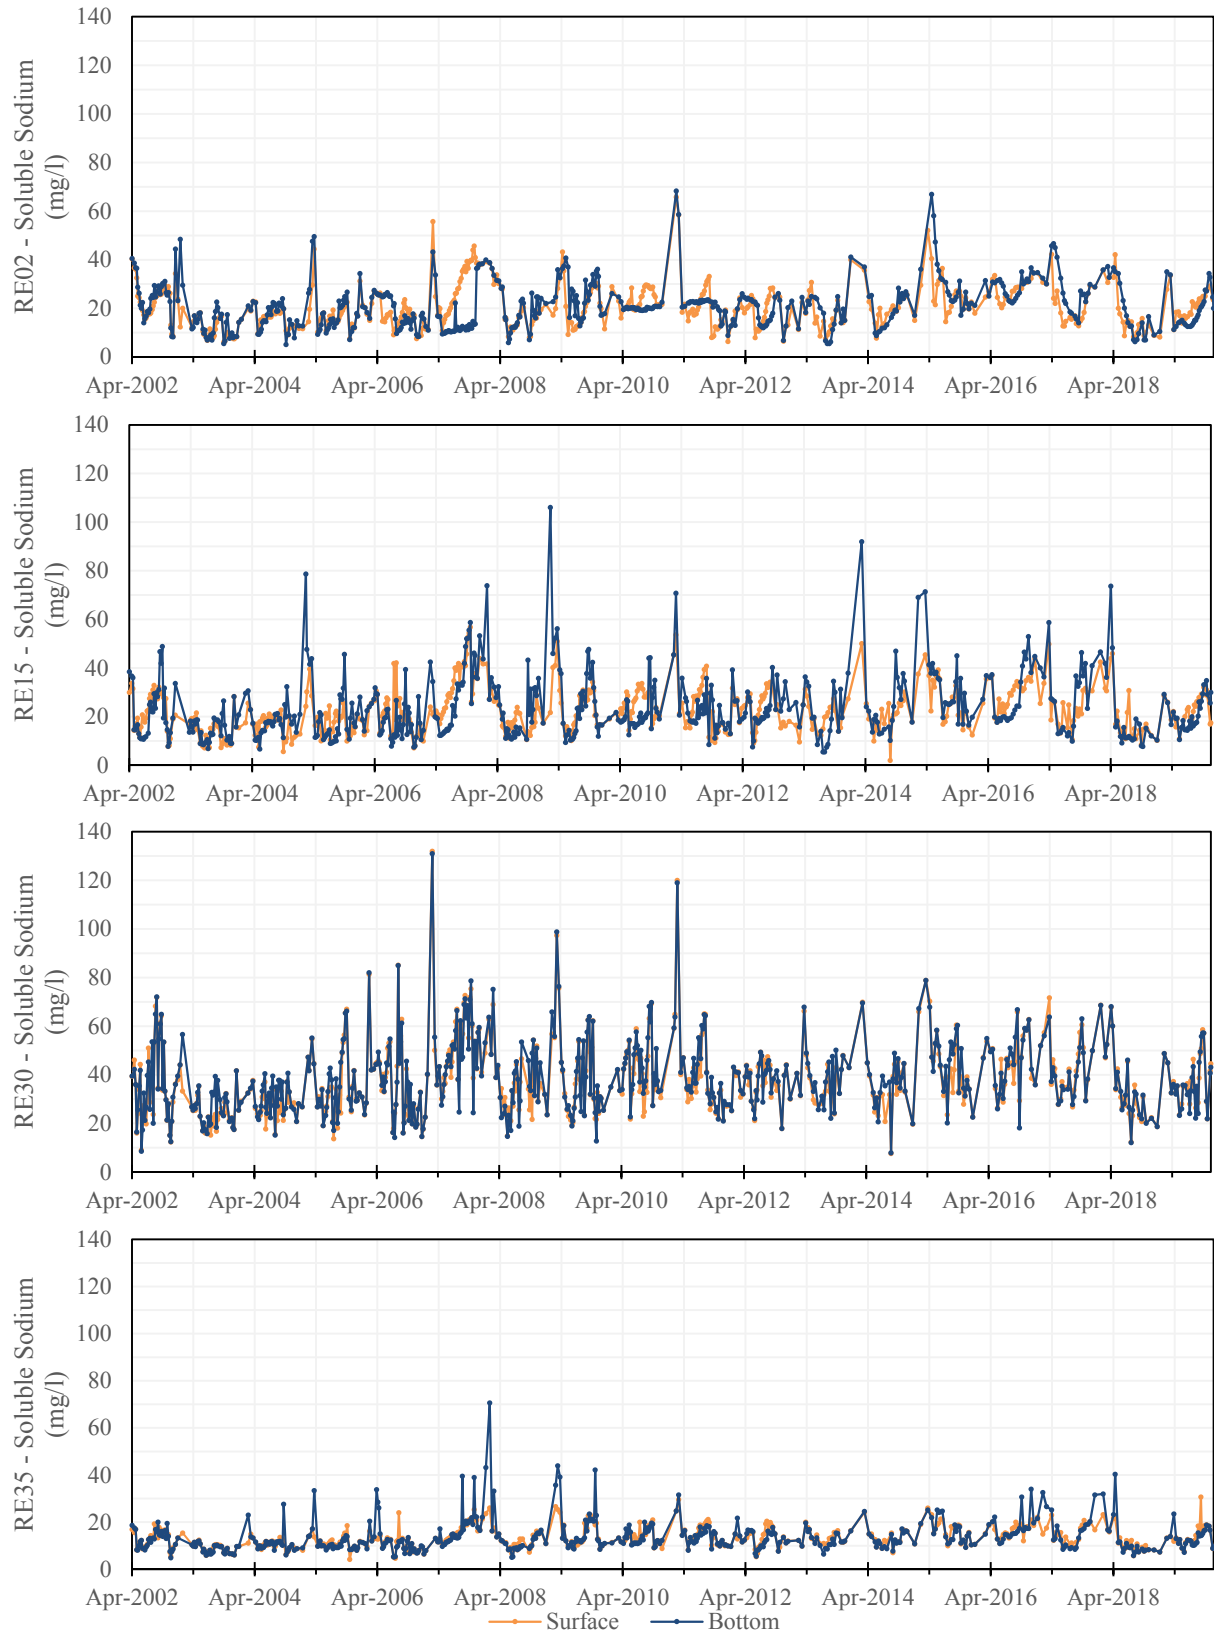 RE02 - Soluble Sodium
(mg/l)
140
120
100
80
60
40
20
0
Apr-2002 Apr-2004 Apr-2006 Apr-2008 Apr-2010 Apr-2012 Apr-2014 Apr-2016 Apr-2018
RE15 - Soluble Sodium
(mg/l)
140
120
100
80
60
40
20
0
Apr-2002 Apr-2004 Apr-2006 Apr-2008 Apr-2010 Apr-2012 Apr-2014 Apr-2016 Apr-2018
RE30 - Soluble Sodium
(mg/l)
140
120
100
80
60
40
20
0
Apr-2002 Apr-2004 Apr-2006 Apr-2008 Apr-2010 Apr-2012 Apr-2014 Apr-2016 Apr-2018
RE35 - Soluble Sodium
(mg/l)
140
120
100
80
60
40
20
0
Apr-2002 Apr-2004 Apr-2006 Apr-2008 Apr-2010 Apr-2012 Apr-2014 Apr-2016 Apr-2018
Surface Bottom